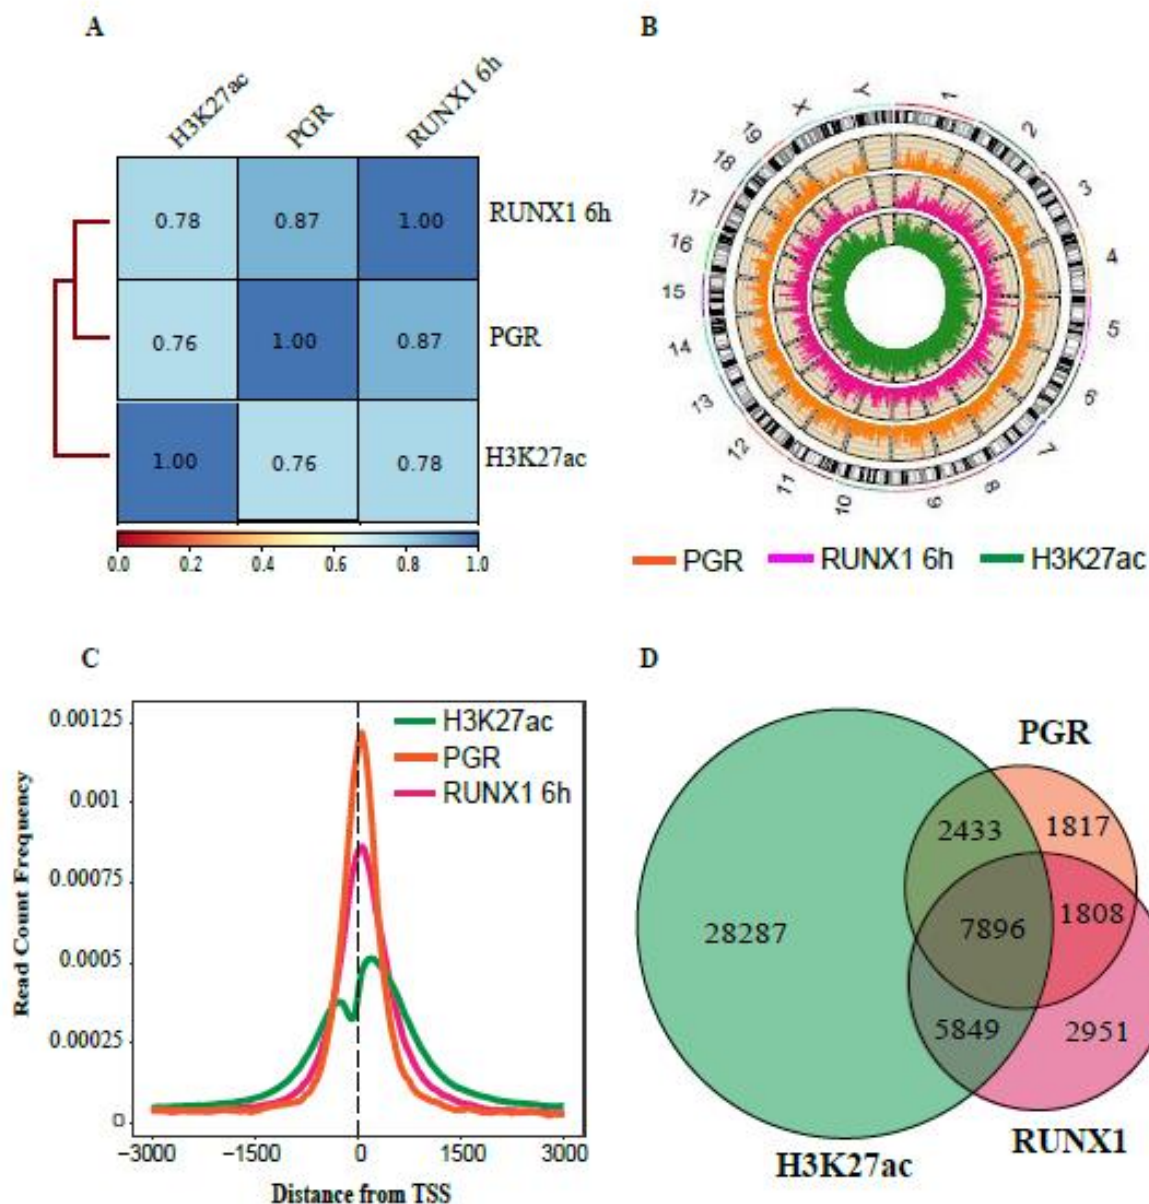 A
H3K27ac
PGR
RUNX1 6h
0.78 0.87 1.00 RUNX1 6h
0.76 1.00 0.87 PGR
1.00 0.76 0.78 H3K27ac
0.0 0.2 0.4 0.6 0.8 1.0
B
1
2
3
4
5
6
7
8
9
10
11
12
13
14
15
16
17
18
19
X
Y
PGR RUNX1 6h H3K27ac
C
Read Count Frequency
0.00125
0.001
0.00075
0.0005
0.00025
0
H3K27ac
PGR
RUNX1 6h
−3000 −1500 0 1500 3000
Distance from TSS
D
PGR
2433 1817
28287 7896 1808
5849 2951
RUNX1
H3K27ac